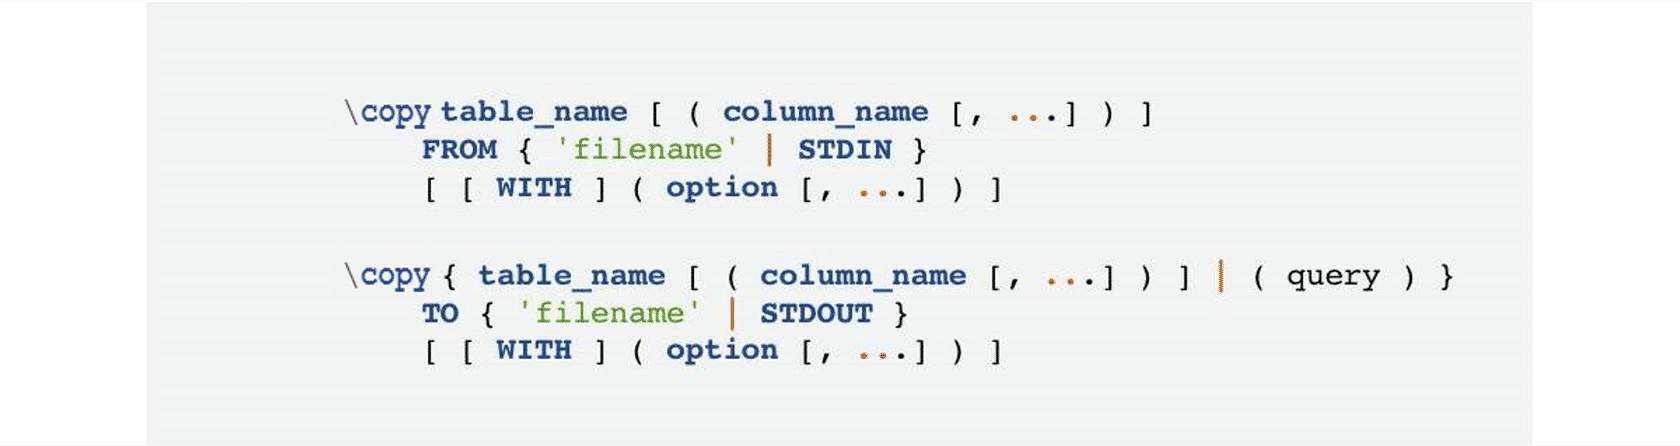 \copy table_name [ ( column_name [, ...] ) ]
FROM { 'filename' | STDIN }
[ [ WITH ] ( option [, ...] ) ]
\copy { table_name [ ( column_name [, ...] ) ] | ( query ) }
TO { 'filename' | STDOUT }
[ [ WITH ] ( option [, ...] ) ]